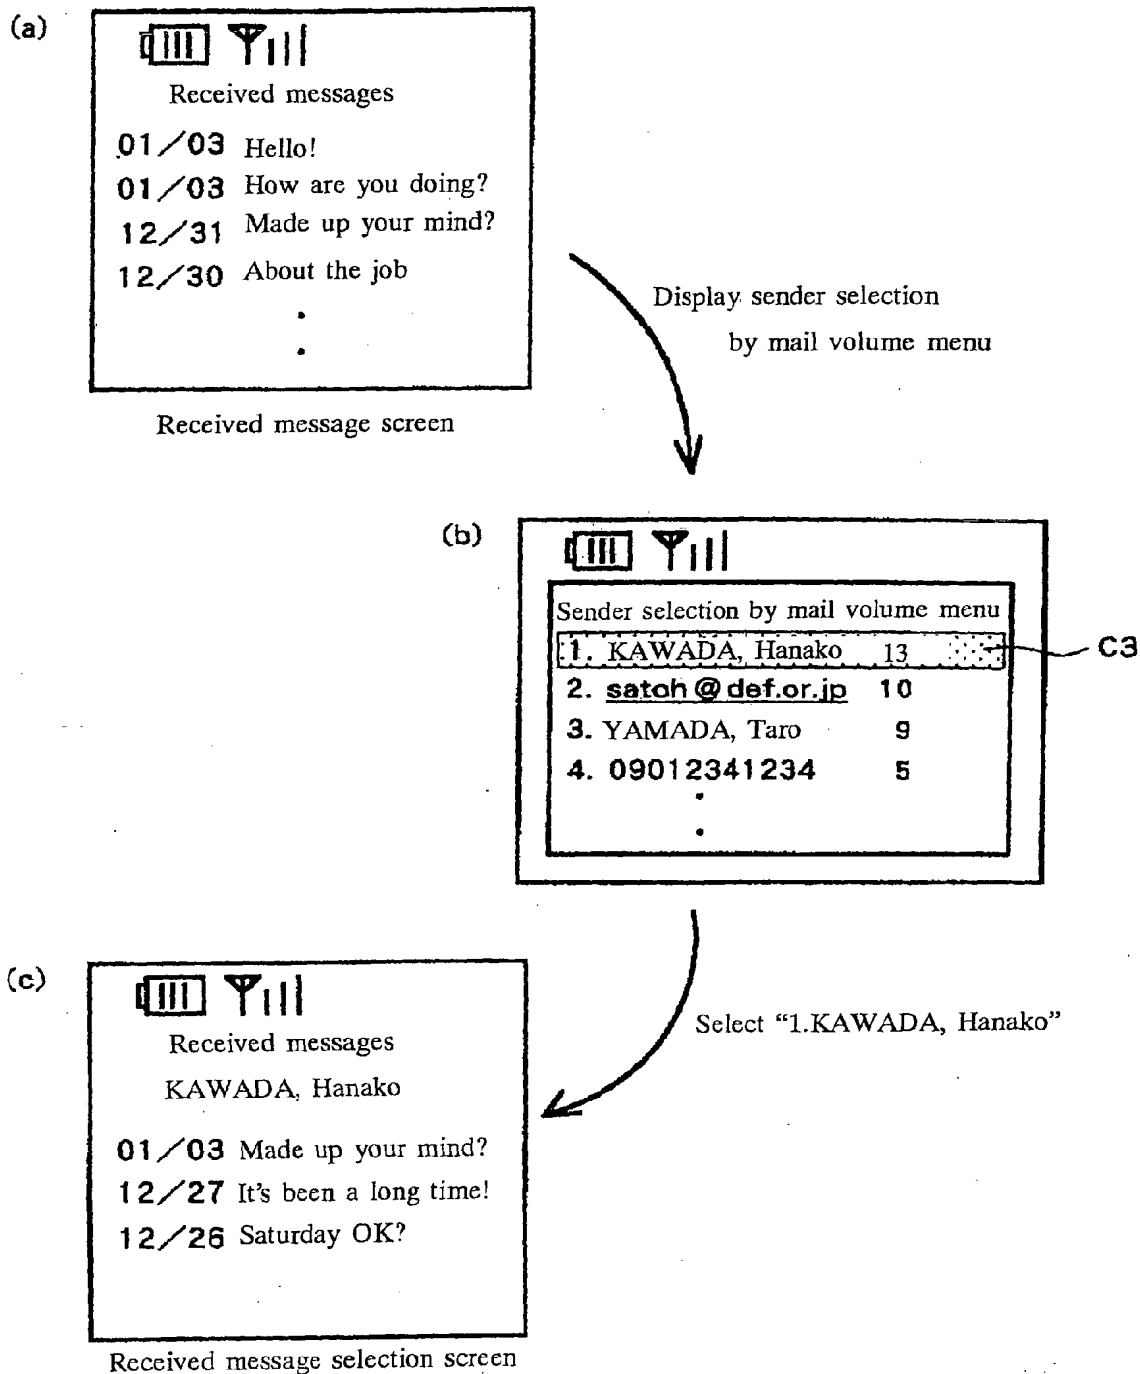 (a)
Received messages
01/03 Hello!
01/03 How are you doing?
12/31 Made up your mind?
12/30 About the job
Received message screen
Display sender selection
by mail volume menu
(b)
Sender selection by mail volume menu
1. KAWADA, Hanako 13
C3
2. satoh@def.or.jp 10
3. YAMADA, Taro 9
4. 09012341234 5
Select “1.KAWADA, Hanako”
(c)
Received messages
KAWADA, Hanako
01/03 Made up your mind?
12/27 It's been a long time!
12/26 Saturday OK?
Received message selection screen